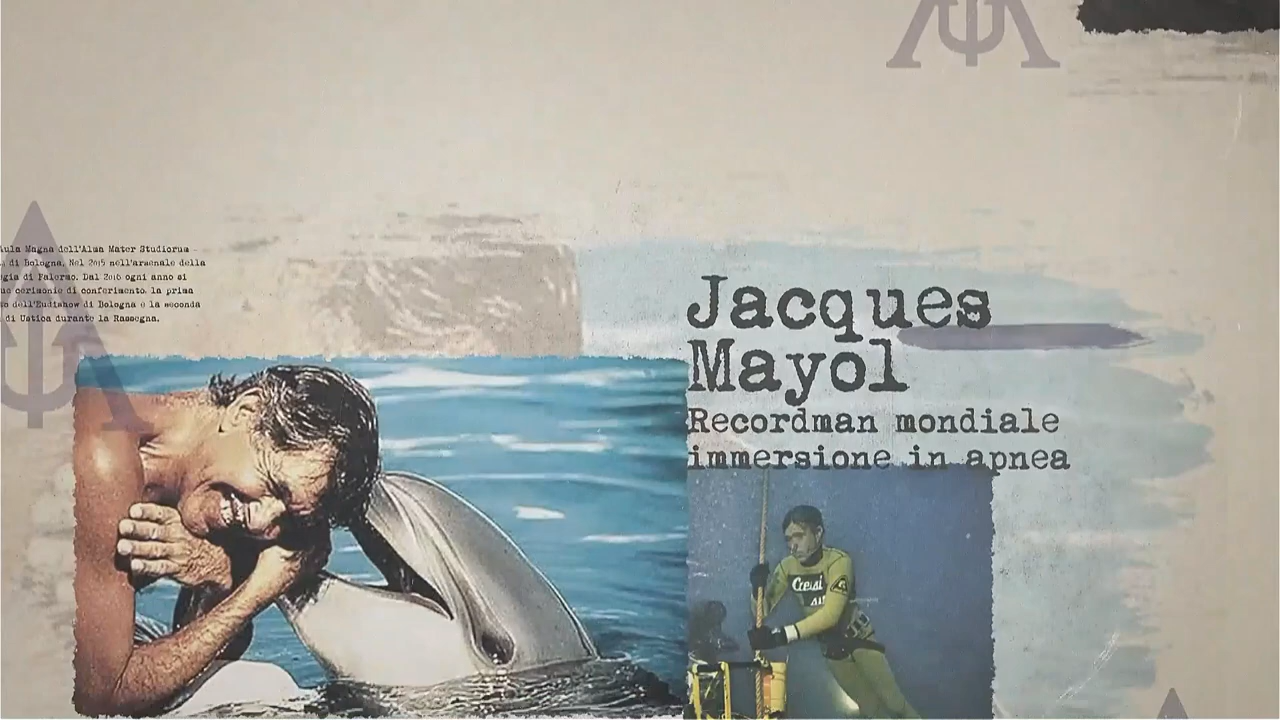 Aula Magna dell'Alma Mater Studiorum -
di Bologna. Nel 2015 nell'arsenale della
egia di Palermo. Dal 2016 ogni anno si
cerimonie di conferimento, la prima
dell'Eudishow di Bologna e la seconda
di Ustica durante la Rassegna.
Jacques
Mayol
Recordman mondiale
immersione in apnea
Cressi